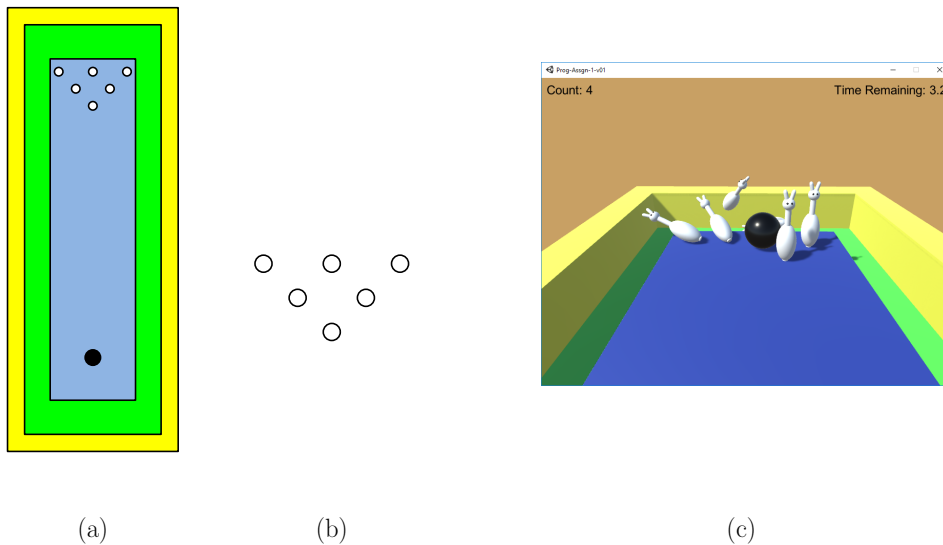 Prog-Assgn-1-v01
Count: 4
Time Remaining: 3.2
(a)
(b)
(c)